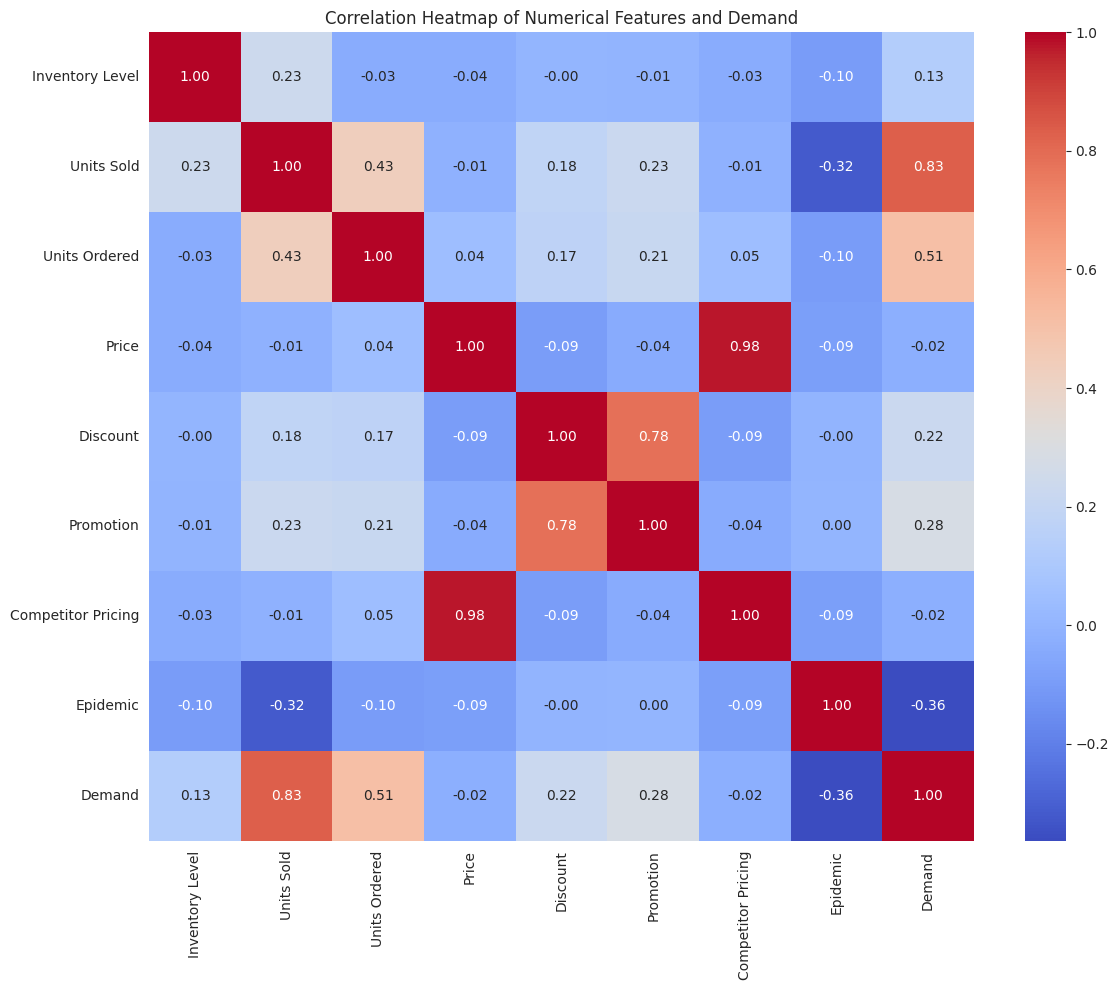 Correlation Heatmap of Numerical Features and Demand
Inventory Level 1.00 0.23 -0.03 -0.04 -0.00 -0.01 -0.03 -0.10 0.13
Units Sold 0.23 1.00 0.43 -0.01 0.18 0.23 -0.01 -0.32 0.83
Units Ordered -0.03 0.43 1.00 0.04 0.17 0.21 0.05 -0.10 0.51
Price -0.04 -0.01 0.04 1.00 -0.09 -0.04 0.98 -0.09 -0.02
Discount -0.00 0.18 0.17 -0.09 1.00 0.78 -0.09 -0.00 0.22
Promotion -0.01 0.23 0.21 -0.04 0.78 1.00 -0.04 0.00 0.28
Competitor Pricing -0.03 -0.01 0.05 0.98 -0.09 -0.04 1.00 -0.09 -0.02
Epidemic -0.10 -0.32 -0.10 -0.09 -0.00 0.00 -0.09 1.00 -0.36
Demand 0.13 0.83 0.51 -0.02 0.22 0.28 -0.02 -0.36 1.00
Inventory Level
Units Sold
Units Ordered
Price
Discount
Promotion
Competitor Pricing
Epidemic
Demand
1.0
0.8
0.6
0.4
0.2
0.0
−0.2